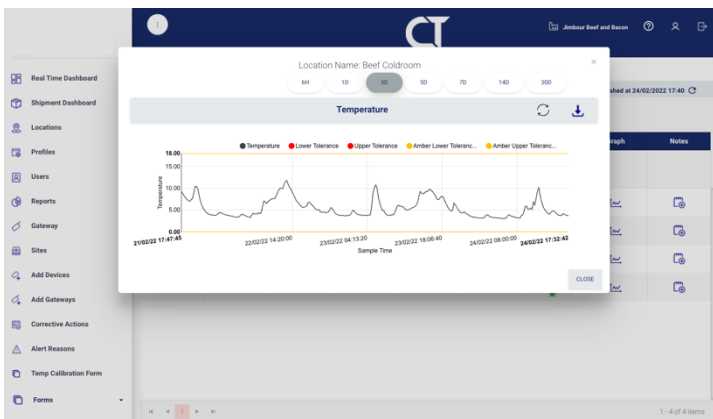 CT
Jimbour Beef and Bacon
Real Time Dashboard
Shipment Dashboard
Locations
Profiles
Users
Reports
Gateway
Sites
Add Devices
Add Gateways
Corrective Actions
Alert Reasons
Temp Calibration Form
Forms
shed at 24/02/2022 17:40
Graph
Notes
Location Name: Beef Coldroom
6H 1D 3D 5D 7D 14D 30D
Temperature
Temperature Lower Tolerance Upper Tolerance Amber Lower Toleranc... Amber Upper Toleranc...
18.00
15.00
10.00
5.00
0.00
Temperature
21/02/22 17:47:45 22/02/22 14:20:00 23/02/22 04:13:20 23/02/22 18:06:40 24/02/22 08:00:00 24/02/22 17:32:42
Sample Time
CLOSE
1
1 - 4 of 4 items